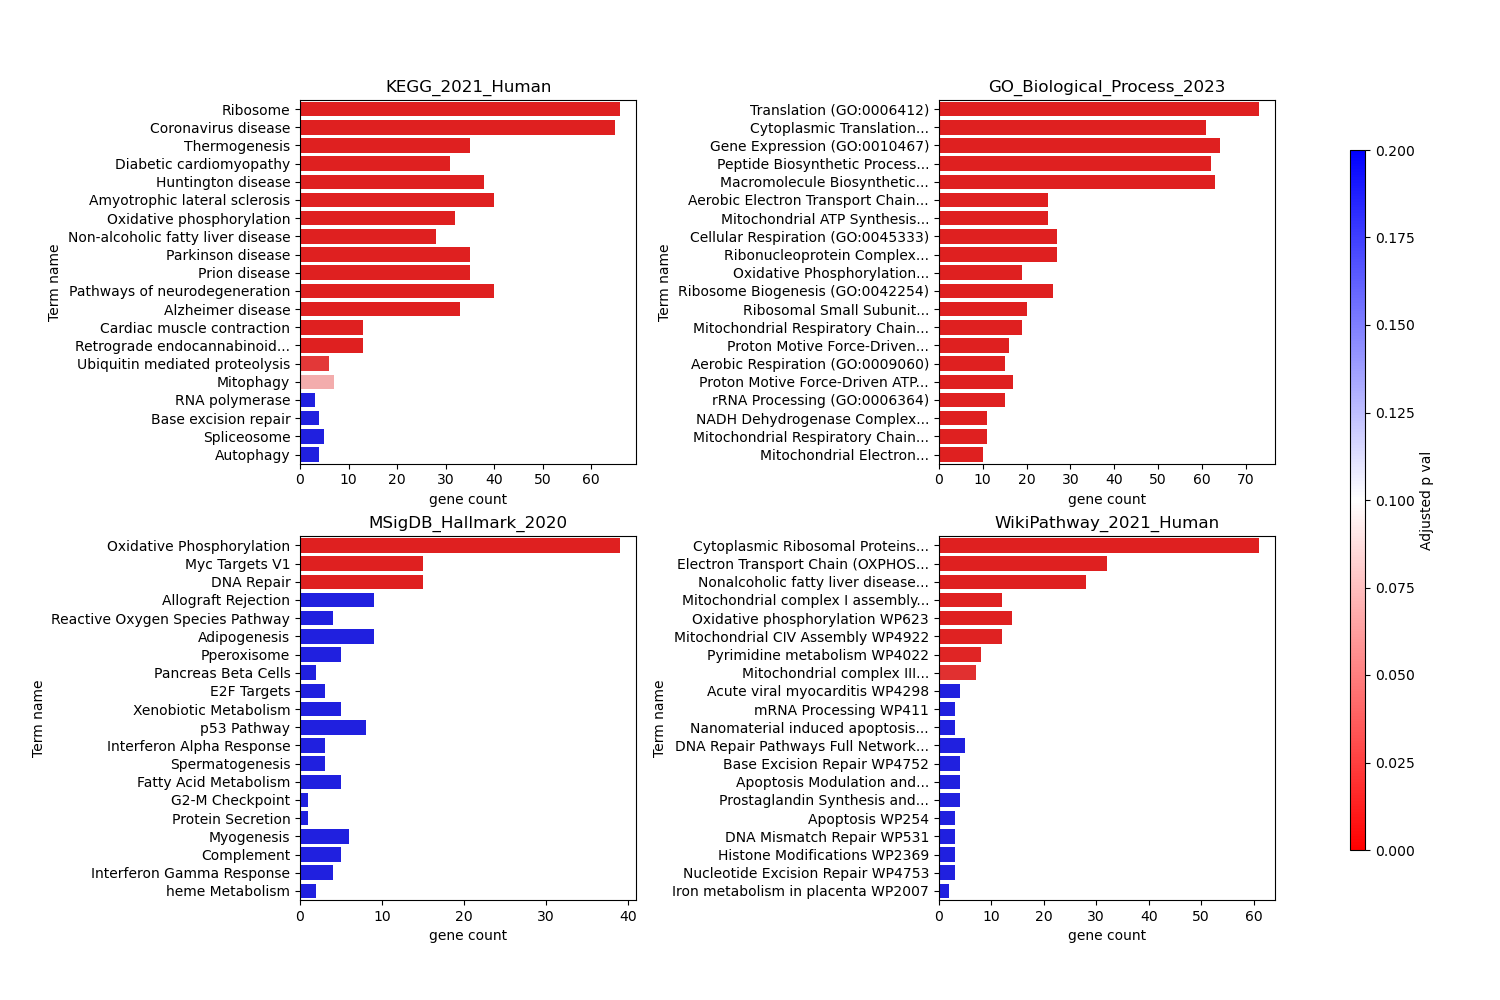 KEGG_2021_Human
Term name
Ribosome
Coronavirus disease
Thermogenesis
Diabetic cardiomyopathy
Huntington disease
Amyotrophic lateral sclerosis
Oxidative phosphorylation
Non-alcoholic fatty liver disease
Parkinson disease
Prion disease
Pathways of neurodegeneration
Alzheimer disease
Cardiac muscle contraction
Retrograde endocannabinoid...
Ubiquitin mediated proteolysis
Mitophagy
RNA polymerase
Base excision repair
Spliceosome
Autophagy
0 10 20 30 40 50 60
gene count
GO_Biological_Process_2023
Term name
Translation (GO:0006412)
Cytoplasmic Translation...
Gene Expression (GO:0010467)
Peptide Biosynthetic Process...
Macromolecule Biosynthetic...
Aerobic Electron Transport Chain...
Mitochondrial ATP Synthesis...
Cellular Respiration (GO:0045333)
Ribonucleoprotein Complex...
Oxidative Phosphorylation...
Ribosome Biogenesis (GO:0042254)
Ribosomal Small Subunit...
Mitochondrial Respiratory Chain...
Proton Motive Force-Driven...
Aerobic Respiration (GO:0009060)
Proton Motive Force-Driven ATP...
rRNA Processing (GO:0006364)
NADH Dehydrogenase Complex...
Mitochondrial Respiratory Chain...
Mitochondrial Electron...
0 10 20 30 40 50 60 70
gene count
MSigDB_Hallmark_2020
Term name
Oxidative Phosphorylation
Myc Targets V1
DNA Repair
Allograft Rejection
Reactive Oxygen Species Pathway
Adipogenesis
Pperoxisome
Pancreas Beta Cells
E2F Targets
Xenobiotic Metabolism
p53 Pathway
Interferon Alpha Response
Spermatogenesis
Fatty Acid Metabolism
G2-M Checkpoint
Protein Secretion
Myogenesis
Complement
Interferon Gamma Response
heme Metabolism
0 10 20 30 40
gene count
WikiPathway_2021_Human
Term name
Cytoplasmic Ribosomal Proteins...
Electron Transport Chain (OXPHOS...
Nonalcoholic fatty liver disease...
Mitochondrial complex I assembly...
Oxidative phosphorylation WP623
Mitochondrial CIV Assembly WP4922
Pyrimidine metabolism WP4022
Mitochondrial complex III...
Acute viral myocarditis WP4298
mRNA Processing WP411
Nanomaterial induced apoptosis...
DNA Repair Pathways Full Network...
Base Excision Repair WP4752
Apoptosis Modulation and...
Prostaglandin Synthesis and...
Apoptosis WP254
DNA Mismatch Repair WP531
Histone Modifications WP2369
Nucleotide Excision Repair WP4753
Iron metabolism in placenta WP2007
0 10 20 30 40 50 60
gene count
0.200
0.175
0.150
0.125
0.100
0.075
0.050
0.025
0.000
Adjusted p val